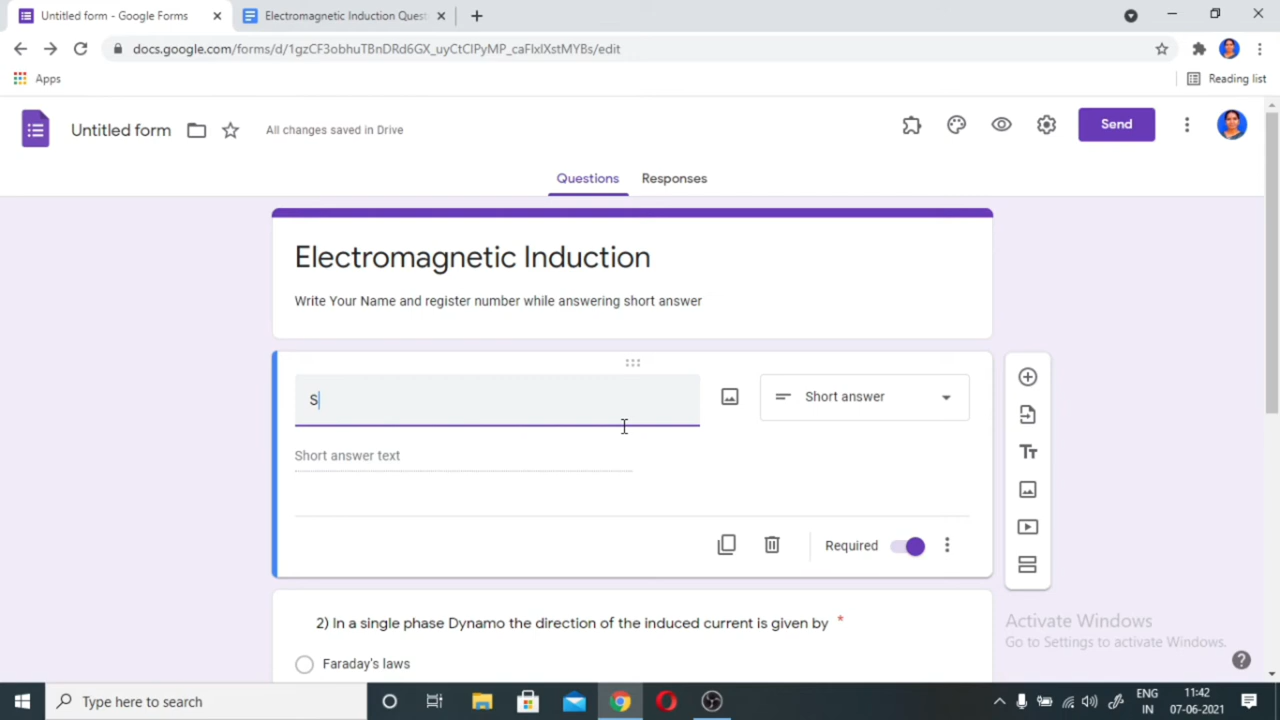 Untitled form - Google Forms
Electromagnetic Induction Quest
docs.google.com/forms/d/1gzCF3obhuTBnDRd6GX_uyCtClPyMP_caFlxlXstMYBs/edit
Apps
Reading list
Untitled form
All changes saved in Drive
Send
Questions
Responses
Electromagnetic Induction
Write Your Name and register number while answering short answer
S
Short answer
Short answer text
Required
2) In a single phase Dynamo the direction of the induced current is given by *
Faraday's laws
Activate Windows
Go to Settings to activate Windows.
Type here to search
ENG
IN
11:42
07-06-2021